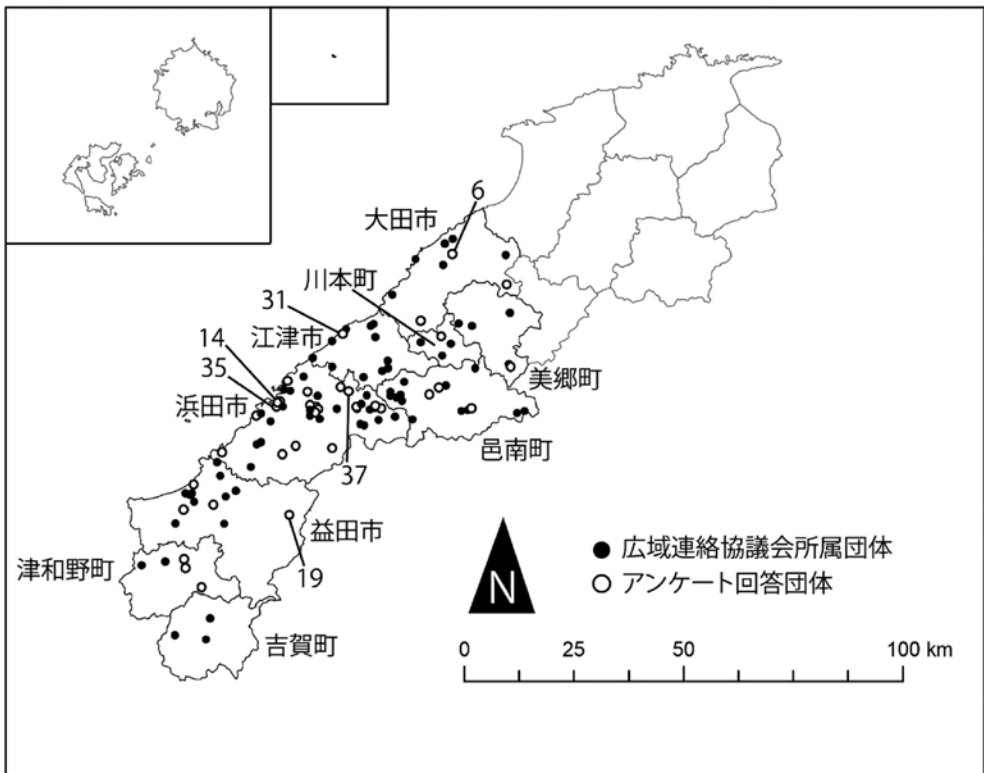 6
大田市
川本町
31
江津市
14
35
浜田市
美郷町
邑南町
37
益田市
19
津和野町
吉賀町
N
● 広域連絡協議会所属団体
○ アンケート回答団体
0 25 50 100 km